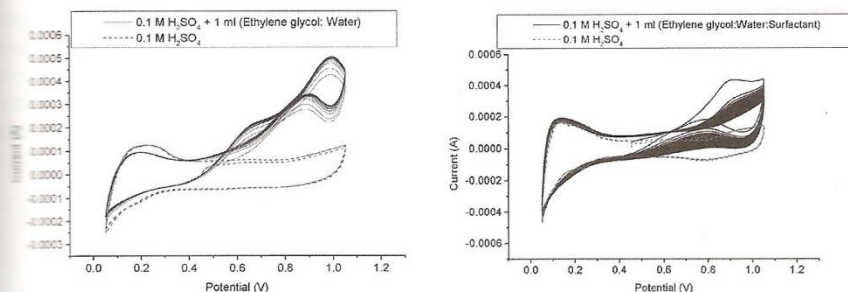 0.1 M H₂SO₄ + 1 ml (Ethylene glycol: Water)
0.1 M H₂SO₄
0.0006
0.0005
0.0004
0.0003
0.0002
0.0001
0.0000
-0.0001
-0.0002
-0.0003
0.0 0.2 0.4 0.6 0.8 1.0 1.2
Potential (V)
0.1 M H₂SO₄ + 1 ml (Ethylene glycol:Water:Surfactant)
0.1 M H₂SO₄
Current (A)
0.0006
0.0004
0.0002
0.0000
-0.0002
-0.0004
-0.0006
0.0 0.2 0.4 0.6 0.8 1.0 1.2
Potential (V)